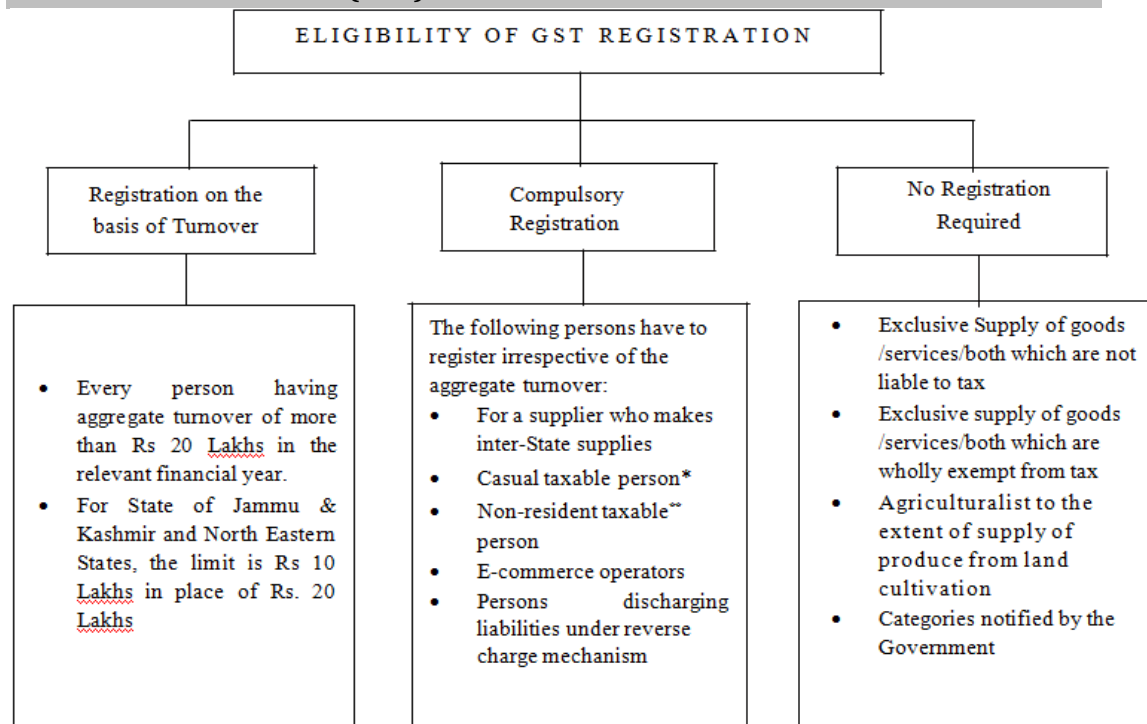 ELIGIBILITY OF GST REGISTRATION
Registration on the
basis of Turnover
• Every person having
aggregate turnover of more
than Rs 20 Lakhs in the
relevant financial year.
• For State of Jammu &
Kashmir and North Eastern
States, the limit is Rs 10
Lakhs in place of Rs. 20
Lakhs
Compulsory
Registration
The following persons have to
register irrespective of the
aggregate turnover:
• For a supplier who makes
inter-State supplies
• Casual taxable person*
• Non-resident taxable**
person
• E-commerce operators
• Persons discharging
liabilities under reverse
charge mechanism
No Registration
Required
• Exclusive Supply of goods
/services/both which are not
liable to tax
• Exclusive supply of goods
/services/both which are
wholly exempt from tax
• Agriculturalist to the
extent of supply of
produce from land
cultivation
• Categories notified by the
Government